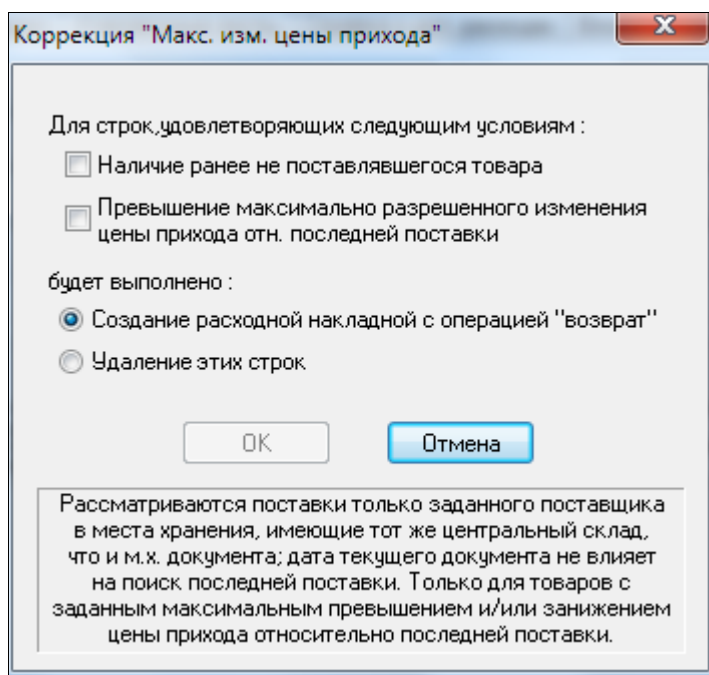 Коррекция "Макс. изм. цены прихода"
Для строк,удовлетворяющих следующим условиям :
Наличие ранее не поставлявшегося товара
Превышение максимально разрешенного изменения
цены прихода отн. последней поставки
будет выполнено :
Создание расходной накладной с операцией "возврат"
Удаление этих строк
OK
Отмена
Рассматриваются поставки только заданного поставщика
в места хранения, имеющие тот же центральный склад,
что и м.х. документа; дата текущего документа не влияет
на поиск последней поставки. Только для товаров с
заданным максимальным превышением и/или занижением
цены прихода относительно последней поставки.